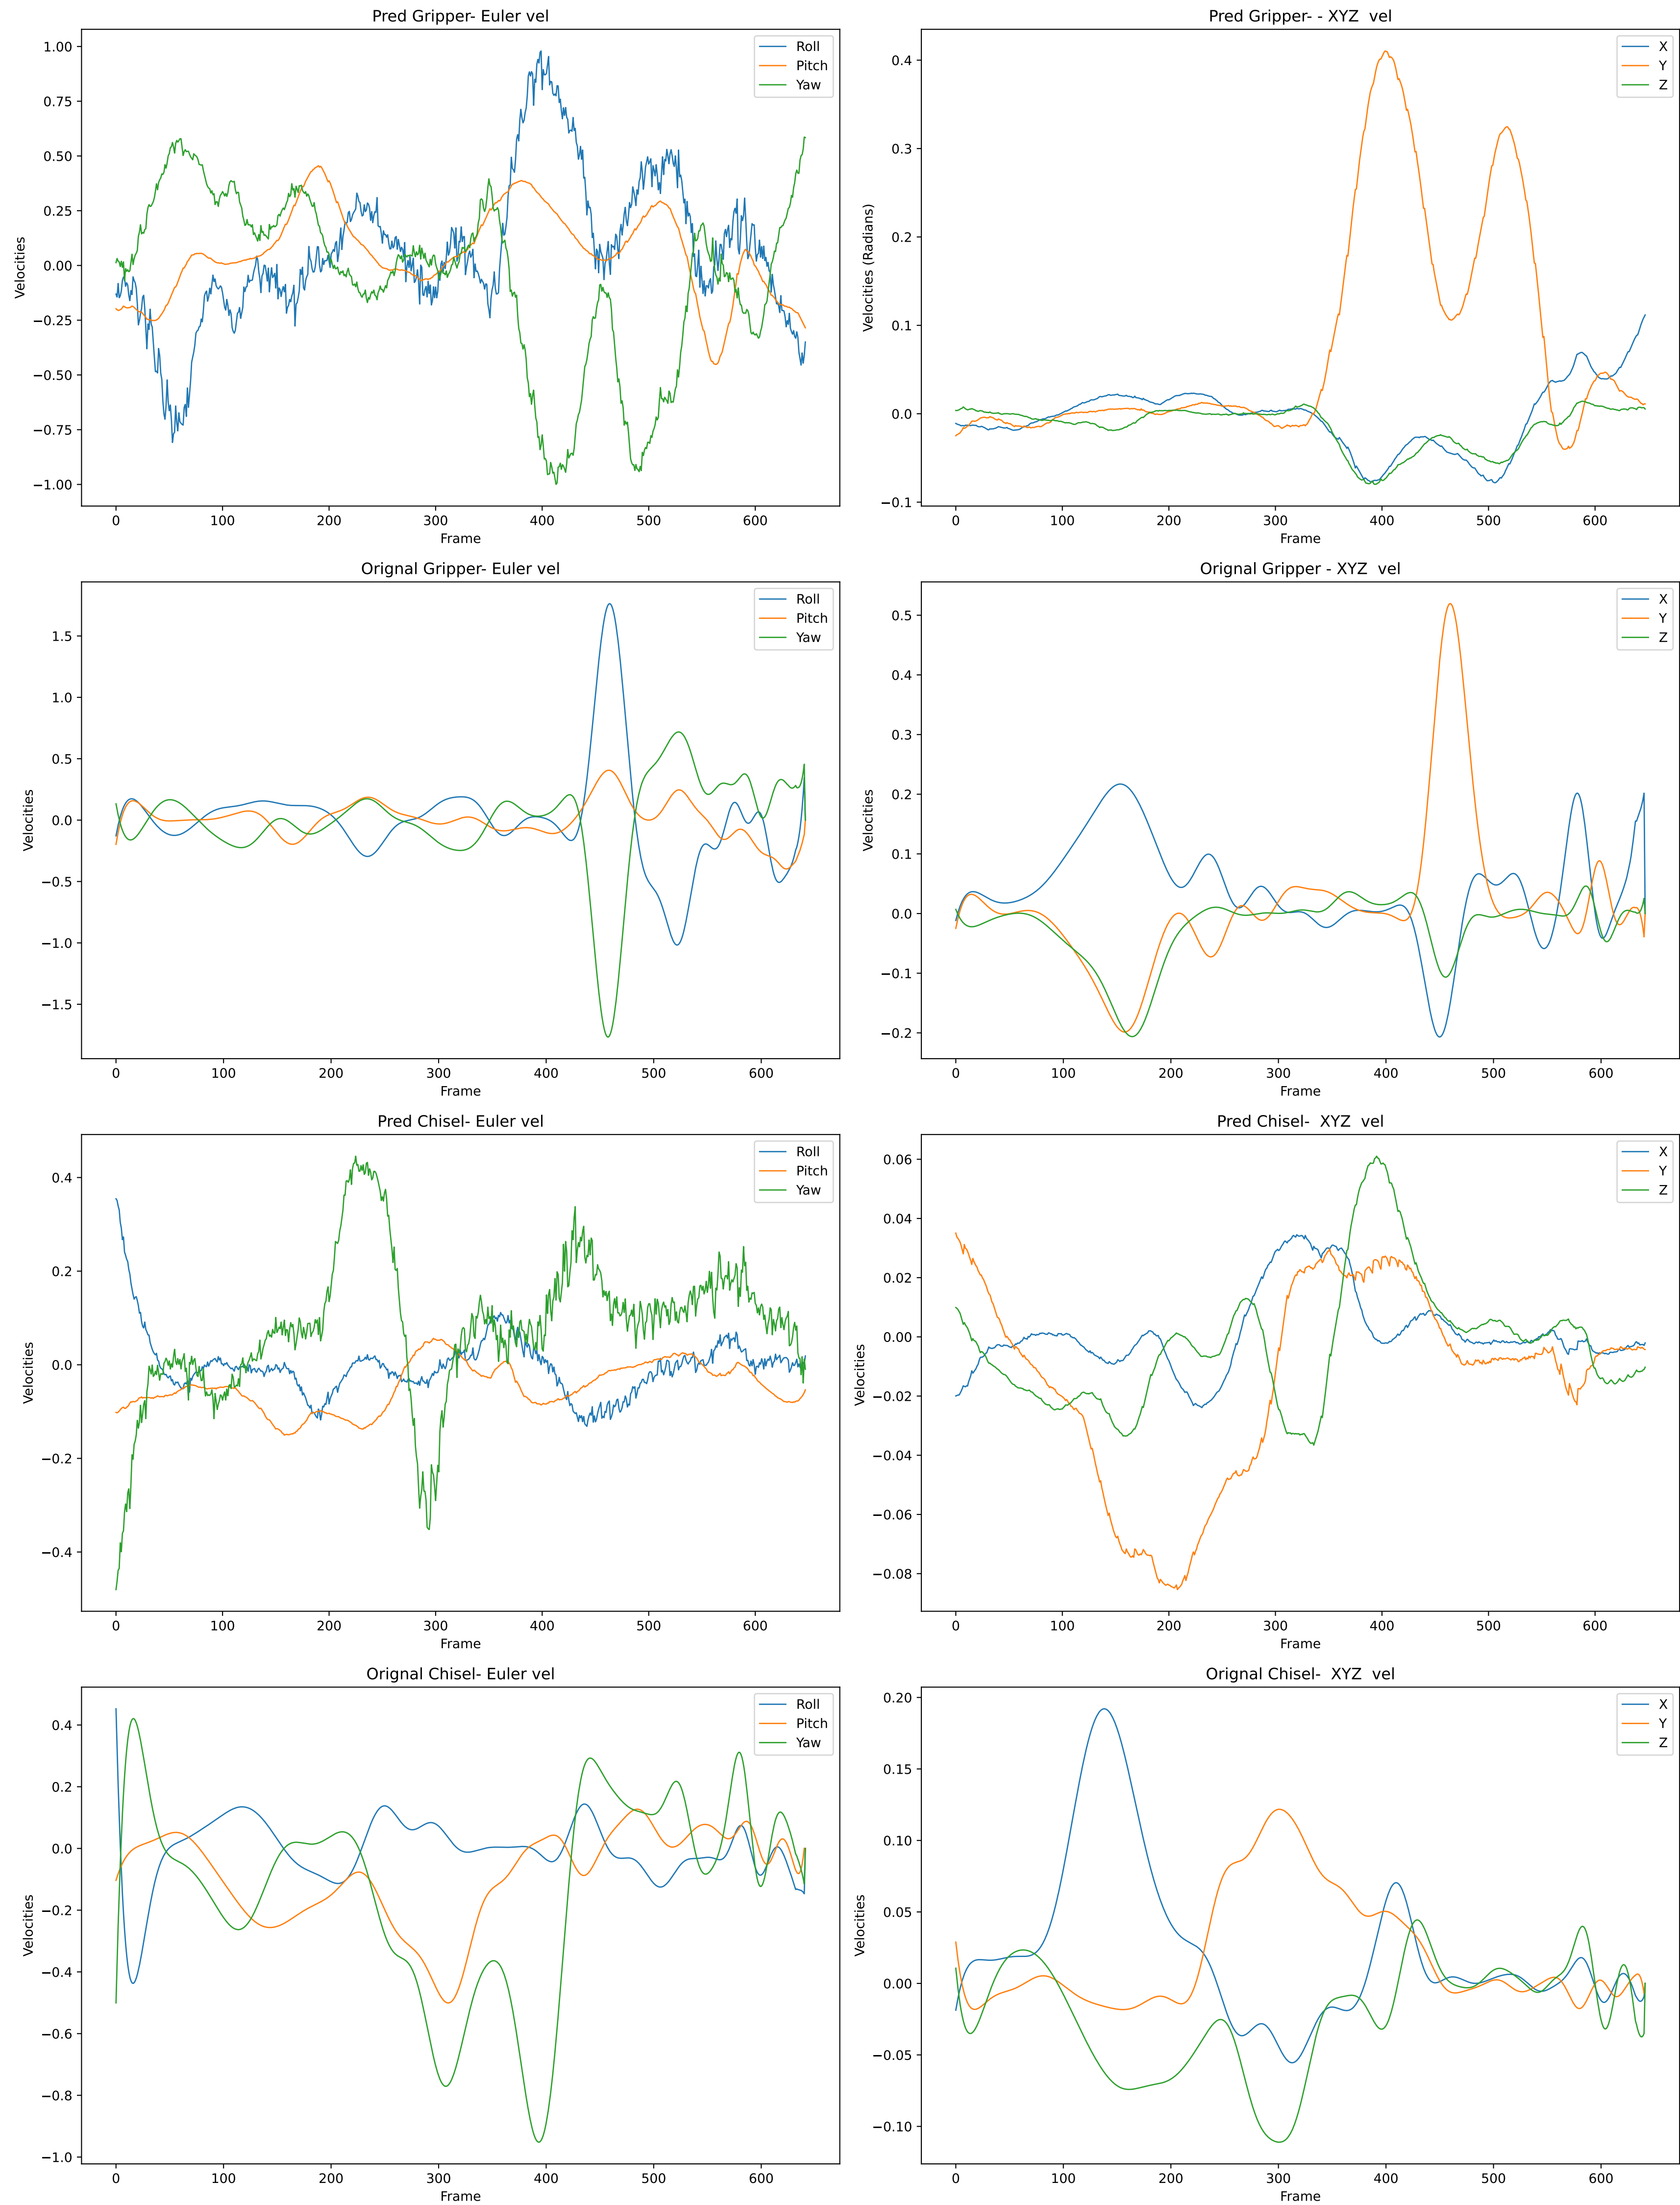 Pred Gripper- Euler vel
Velocities
1.00
0.75
0.50
0.25
0.00
−0.25
−0.50
−0.75
−1.00
Roll
Pitch
Yaw
0 100 200 300 400 500 600
Frame
Pred Gripper- - XYZ  vel
Velocities (Radians)
0.4
0.3
0.2
0.1
0.0
−0.1
X
Y
Z
0 100 200 300 400 500 600
Frame
Orignal Gripper- Euler vel
Velocities
1.5
1.0
0.5
0.0
−0.5
−1.0
−1.5
Roll
Pitch
Yaw
0 100 200 300 400 500 600
Frame
Orignal Gripper - XYZ  vel
Velocities
0.5
0.4
0.3
0.2
0.1
0.0
−0.1
−0.2
X
Y
Z
0 100 200 300 400 500 600
Frame
Pred Chisel- Euler vel
Velocities
0.4
0.2
0.0
−0.2
−0.4
Roll
Pitch
Yaw
0 100 200 300 400 500 600
Frame
Pred Chisel-  XYZ  vel
Velocities
0.06
0.04
0.02
0.00
−0.02
−0.04
−0.06
−0.08
X
Y
Z
0 100 200 300 400 500 600
Frame
Orignal Chisel- Euler vel
Velocities
0.4
0.2
0.0
−0.2
−0.4
−0.6
−0.8
−1.0
Roll
Pitch
Yaw
0 100 200 300 400 500 600
Frame
Orignal Chisel-  XYZ  vel
Velocities
0.20
0.15
0.10
0.05
0.00
−0.05
−0.10
X
Y
Z
0 100 200 300 400 500 600
Frame